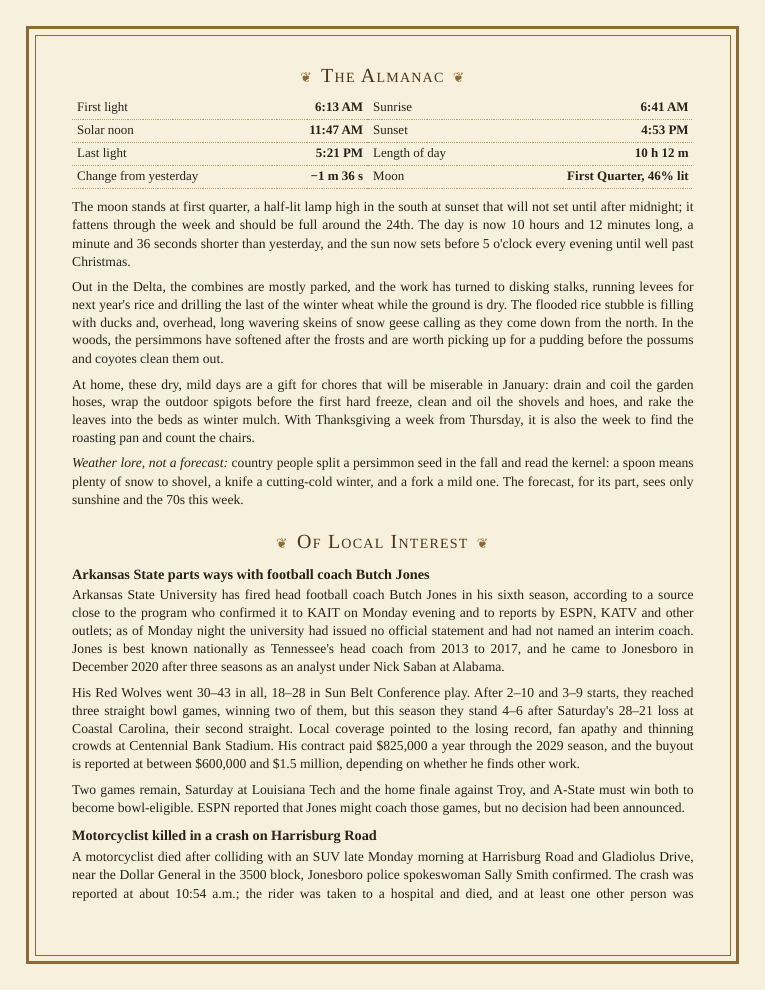 ❦ The Almanac ❦
First light 6:13 AM Sunrise 6:41 AM
Solar noon 11:47 AM Sunset 4:53 PM
Last light 5:21 PM Length of day 10 h 12 m
Change from yesterday −1 m 36 s Moon First Quarter, 46% lit
The moon stands at first quarter, a half-lit lamp high in the south at sunset that will not set until after midnight; it
fattens through the week and should be full around the 24th. The day is now 10 hours and 12 minutes long, a
minute and 36 seconds shorter than yesterday, and the sun now sets before 5 o'clock every evening until well past
Christmas.
Out in the Delta, the combines are mostly parked, and the work has turned to disking stalks, running levees for
next year's rice and drilling the last of the winter wheat while the ground is dry. The flooded rice stubble is filling
with ducks and, overhead, long wavering skeins of snow geese calling as they come down from the north. In the
woods, the persimmons have softened after the frosts and are worth picking up for a pudding before the possums
and coyotes clean them out.
At home, these dry, mild days are a gift for chores that will be miserable in January: drain and coil the garden
hoses, wrap the outdoor spigots before the first hard freeze, clean and oil the shovels and hoes, and rake the
leaves into the beds as winter mulch. With Thanksgiving a week from Thursday, it is also the week to find the
roasting pan and count the chairs.
Weather lore, not a forecast: country people split a persimmon seed in the fall and read the kernel: a spoon means
plenty of snow to shovel, a knife a cutting-cold winter, and a fork a mild one. The forecast, for its part, sees only
sunshine and the 70s this week.
❦ Of Local Interest ❦
Arkansas State parts ways with football coach Butch Jones
Arkansas State University has fired head football coach Butch Jones in his sixth season, according to a source
close to the program who confirmed it to KAIT on Monday evening and to reports by ESPN, KATV and other
outlets; as of Monday night the university had issued no official statement and had not named an interim coach.
Jones is best known nationally as Tennessee's head coach from 2013 to 2017, and he came to Jonesboro in
December 2020 after three seasons as an analyst under Nick Saban at Alabama.
His Red Wolves went 30–43 in all, 18–28 in Sun Belt Conference play. After 2–10 and 3–9 starts, they reached
three straight bowl games, winning two of them, but this season they stand 4–6 after Saturday's 28–21 loss at
Coastal Carolina, their second straight. Local coverage pointed to the losing record, fan apathy and thinning
crowds at Centennial Bank Stadium. His contract paid $825,000 a year through the 2029 season, and the buyout
is reported at between $600,000 and $1.5 million, depending on whether he finds other work.
Two games remain, Saturday at Louisiana Tech and the home finale against Troy, and A-State must win both to
become bowl-eligible. ESPN reported that Jones might coach those games, but no decision had been announced.
Motorcyclist killed in a crash on Harrisburg Road
A motorcyclist died after colliding with an SUV late Monday morning at Harrisburg Road and Gladiolus Drive,
near the Dollar General in the 3500 block, Jonesboro police spokeswoman Sally Smith confirmed. The crash was
reported at about 10:54 a.m.; the rider was taken to a hospital and died, and at least one other person was